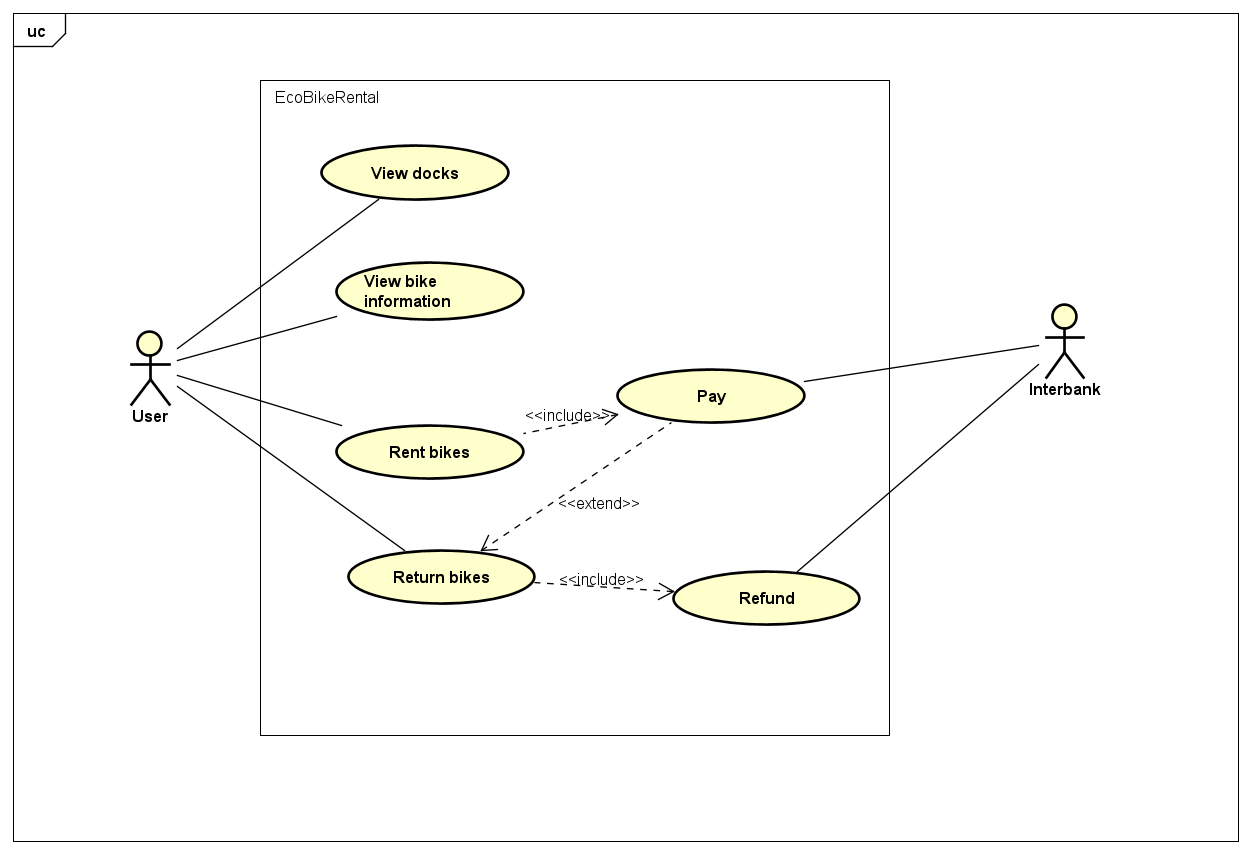 uc
EcoBikeRental
View docks
View bike
information
User
Interbank
Pay
<<include>>
Rent bikes
<<extend>>
Return bikes
<<include>>
Refund